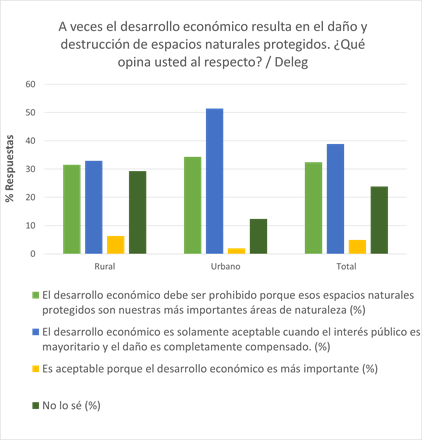 A veces el desarrollo económico resulta en el daño y
destrucción de espacios naturales protegidos. ¿Qué
opina usted al respecto? / Deleg
% Respuestas
60
50
40
30
20
10
0
Rural
Urbano
Total
El desarrollo económico debe ser prohibido porque esos espacios naturales
protegidos son nuestras más importantes áreas de naturaleza (%)
El desarrollo económico es solamente aceptable cuando el interés público es
mayoritario y el daño es completamente compensado. (%)
Es aceptable porque el desarrollo económico es más importante (%)
No lo sé (%)